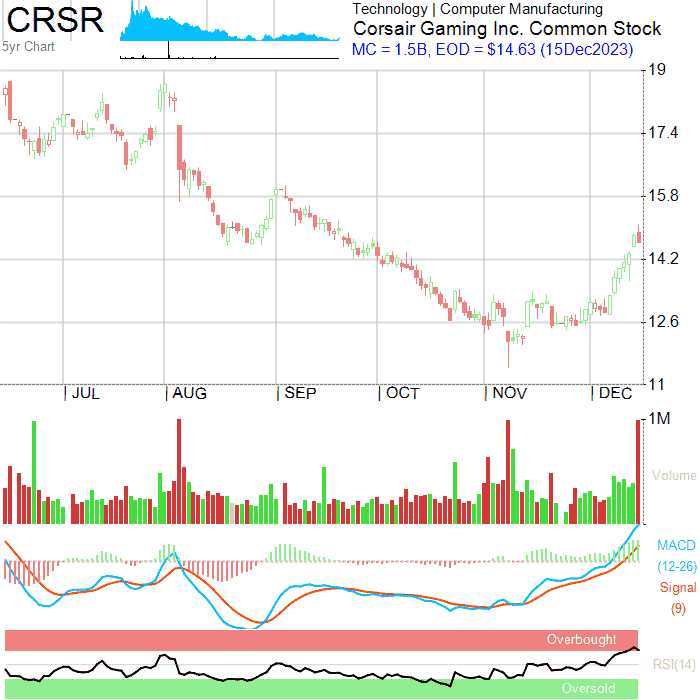 CRSR
5yr Chart
Technology | Computer Manufacturing
Corsair Gaming Inc. Common Stock
MC = 1.5B, EOD = $14.63 (15Dec2023)
19
17.4
15.8
14.2
12.6
11
| JUL | AUG | SEP | OCT | NOV | DEC
1M
Volume
MACD
(12-26)
Signal
(9)
Overbought
RSI(14)
Oversold